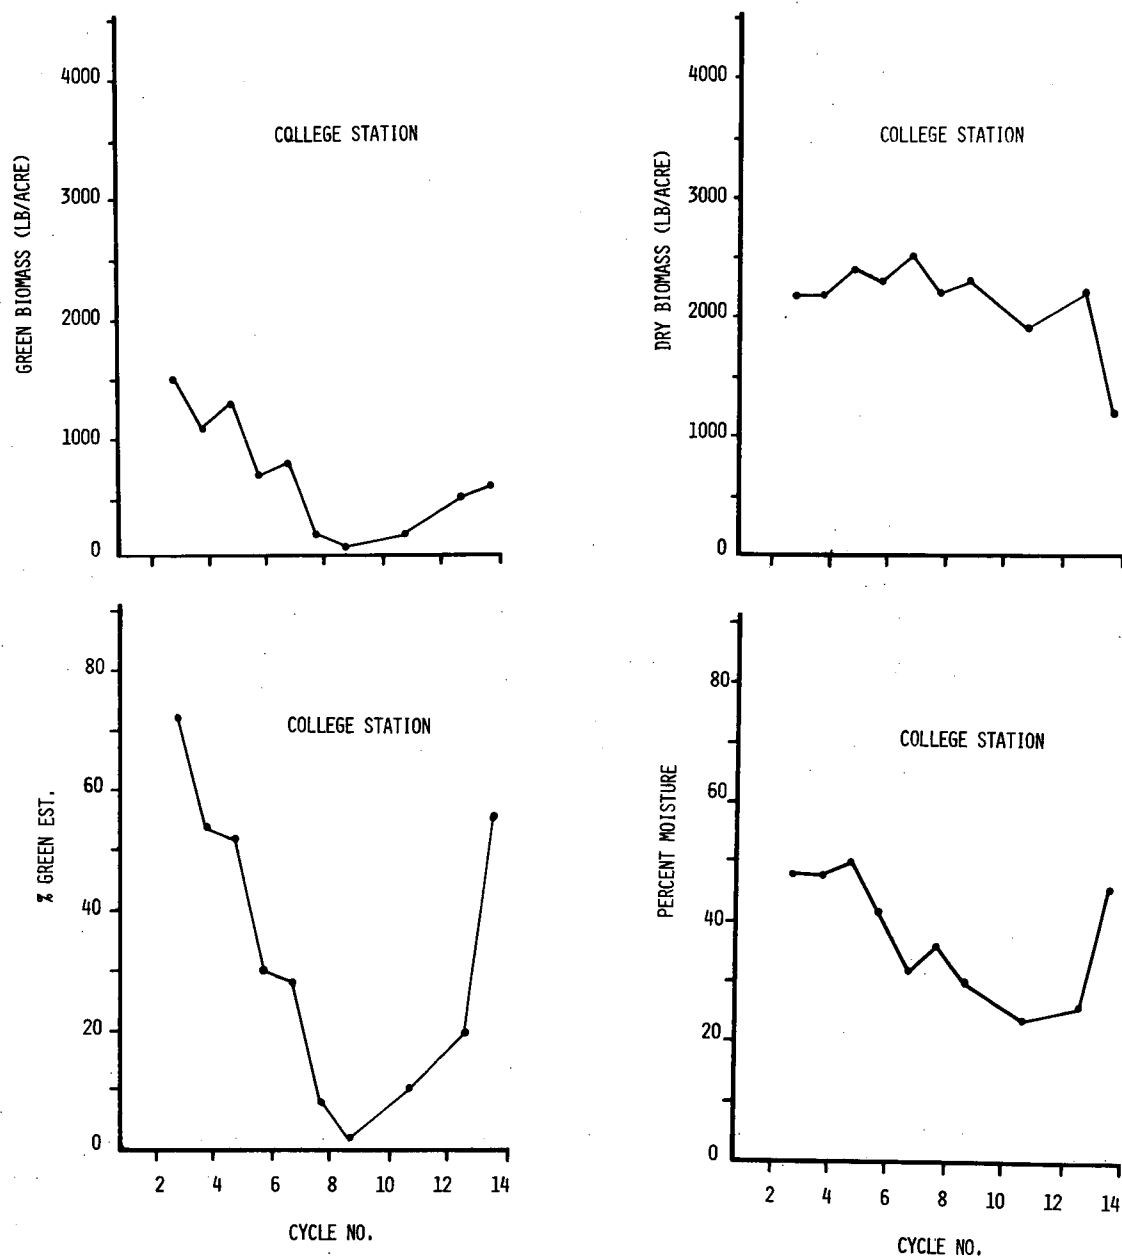 GREEN BIOMASS (LB/ACRE)
4000
3000
2000
1000
0
COLLEGE STATION
DRY BIOMASS (LB/ACRE)
4000
3000
2000
1000
0
COLLEGE STATION
% GREEN EST.
80
60
40
20
0
COLLEGE STATION
2 4 6 8 10 12 14
CYCLE NO.
PERCENT MOISTURE
80
60
40
20
0
COLLEGE STATION
2 4 6 8 10 12 14
CYCLE NO.